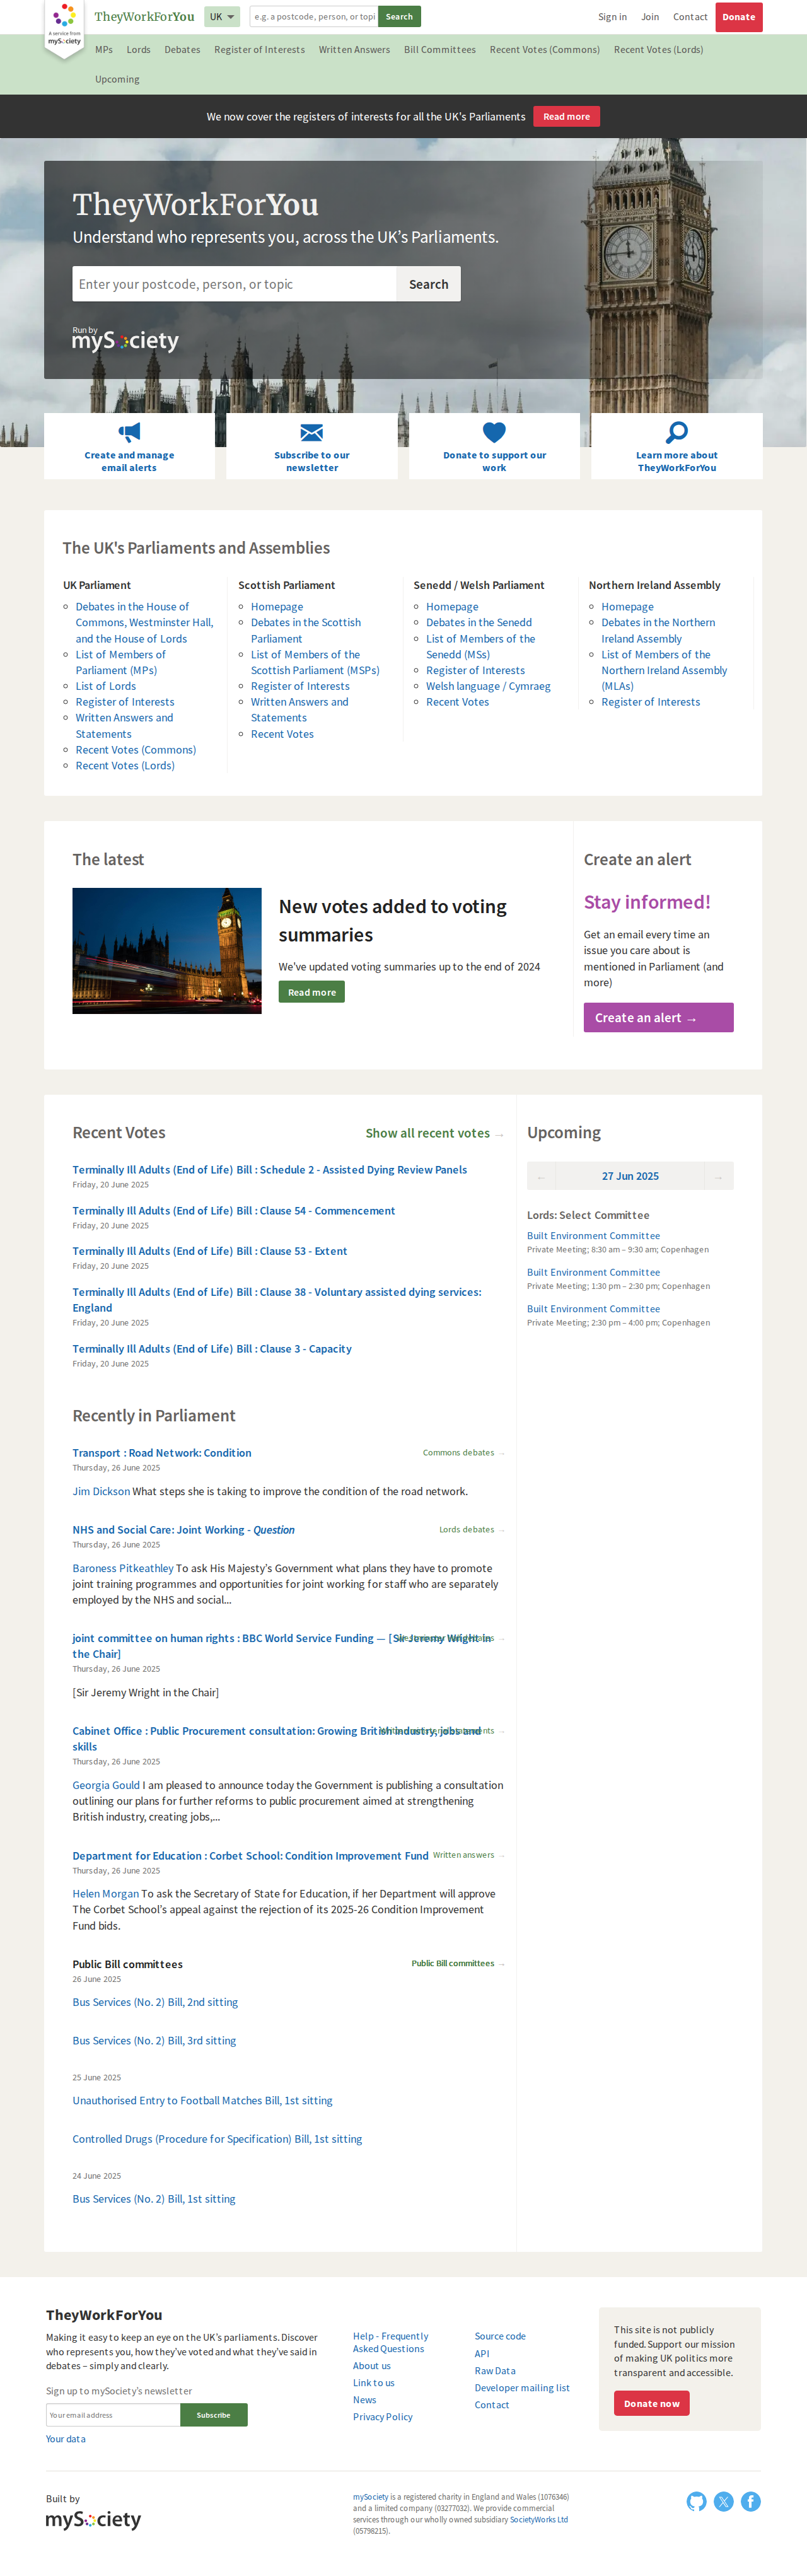 A service from
mySociety
TheyWorkForYou
UK
e.g. a postcode, person, or topi
Search
Sign in
Join
Contact
Donate
MPs
Lords
Debates
Register of Interests
Written Answers
Bill Committees
Recent Votes (Commons)
Recent Votes (Lords)
Upcoming
We now cover the registers of interests for all the UK's Parliaments
Read more
TheyWorkForYou
Understand who represents you, across the UK’s Parliaments.
Enter your postcode, person, or topic
Search
Run by
mySociety
Create and manage
email alerts
Subscribe to our
newsletter
Donate to support our
work
Learn more about
TheyWorkForYou
The UK's Parliaments and Assemblies
UK Parliament
Debates in the House of
Commons, Westminster Hall,
and the House of Lords
List of Members of
Parliament (MPs)
List of Lords
Register of Interests
Written Answers and
Statements
Recent Votes (Commons)
Recent Votes (Lords)
Scottish Parliament
Homepage
Debates in the Scottish
Parliament
List of Members of the
Scottish Parliament (MSPs)
Register of Interests
Written Answers and
Statements
Recent Votes
Senedd / Welsh Parliament
Homepage
Debates in the Senedd
List of Members of the
Senedd (MSs)
Register of Interests
Welsh language / Cymraeg
Recent Votes
Northern Ireland Assembly
Homepage
Debates in the Northern
Ireland Assembly
List of Members of the
Northern Ireland Assembly
(MLAs)
Register of Interests
The latest
New votes added to voting
summaries
We've updated voting summaries up to the end of 2024
Read more
Create an alert
Stay informed!
Get an email every time an
issue you care about is
mentioned in Parliament (and
more)
Create an alert →
Recent Votes
Show all recent votes →
Terminally Ill Adults (End of Life) Bill : Schedule 2 - Assisted Dying Review Panels
Friday, 20 June 2025
Terminally Ill Adults (End of Life) Bill : Clause 54 - Commencement
Friday, 20 June 2025
Terminally Ill Adults (End of Life) Bill : Clause 53 - Extent
Friday, 20 June 2025
Terminally Ill Adults (End of Life) Bill : Clause 38 - Voluntary assisted dying services:
England
Friday, 20 June 2025
Terminally Ill Adults (End of Life) Bill : Clause 3 - Capacity
Friday, 20 June 2025
Upcoming
← 27 Jun 2025 →
Lords: Select Committee
Built Environment Committee
Private Meeting; 8:30 am – 9:30 am; Copenhagen
Built Environment Committee
Private Meeting; 1:30 pm – 2:30 pm; Copenhagen
Built Environment Committee
Private Meeting; 2:30 pm – 4:00 pm; Copenhagen
Recently in Parliament
Transport : Road Network: Condition
Commons debates →
Thursday, 26 June 2025
Jim Dickson What steps she is taking to improve the condition of the road network.
NHS and Social Care: Joint Working - Question
Lords debates →
Thursday, 26 June 2025
Baroness Pitkeathley To ask His Majesty’s Government what plans they have to promote
joint training programmes and opportunities for joint working for staff who are separately
employed by the NHS and social...
joint committee on human rights : BBC World Service Funding — [Sir Jeremy Wright in
the Chair]
Thursday, 26 June 2025
[Sir Jeremy Wright in the Chair]
Cabinet Office : Public Procurement consultation: Growing British industry, jobs and
skills
Thursday, 26 June 2025
Georgia Gould I am pleased to announce today the Government is publishing a consultation
outlining our plans for further reforms to public procurement aimed at strengthening
British industry, creating jobs,...
Department for Education : Corbet School: Condition Improvement Fund
Written answers →
Thursday, 26 June 2025
Helen Morgan To ask the Secretary of State for Education, if her Department will approve
The Corbet School’s appeal against the rejection of its 2025-26 Condition Improvement
Fund bids.
Public Bill committees
Public Bill committees →
26 June 2025
Bus Services (No. 2) Bill, 2nd sitting
Bus Services (No. 2) Bill, 3rd sitting
25 June 2025
Unauthorised Entry to Football Matches Bill, 1st sitting
Controlled Drugs (Procedure for Specification) Bill, 1st sitting
24 June 2025
Bus Services (No. 2) Bill, 1st sitting
TheyWorkForYou
Making it easy to keep an eye on the UK’s parliaments. Discover
who represents you, how they’ve voted and what they’ve said in
debates – simply and clearly.
Sign up to mySociety's newsletter
Your email address
Subscribe
Your data
Help - Frequently
Asked Questions
About us
Link to us
News
Privacy Policy
Source code
API
Raw Data
Developer mailing list
Contact
This site is not publicly
funded. Support our mission
of making UK politics more
transparent and accessible.
Donate now
Built by
mySociety
mySociety is a registered charity in England and Wales (1076346)
and a limited company (03277032). We provide commercial
services through our wholly owned subsidiary SocietyWorks Ltd
(05798215).